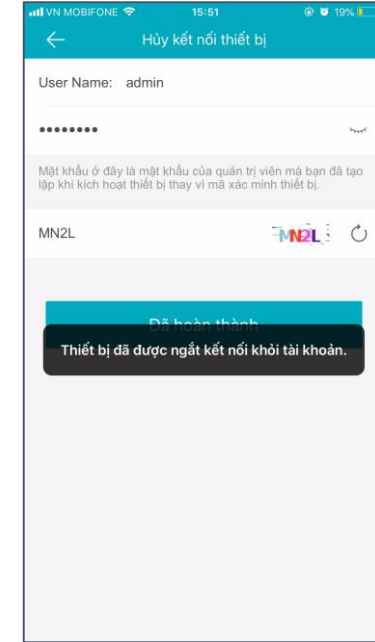 VN MOBIFONE 15:51 19%
Hủy kết nối thiết bị
User Name: admin
••••••••
Mật khẩu ở đây là mật khẩu của quản trị viên mà bạn đã tạo
lập khi kích hoạt thiết bị thay vì mã xác minh thiết bị.
MN2L MN2L
Đã hoàn thành
Thiết bị đã được ngắt kết nối khỏi tài khoản.